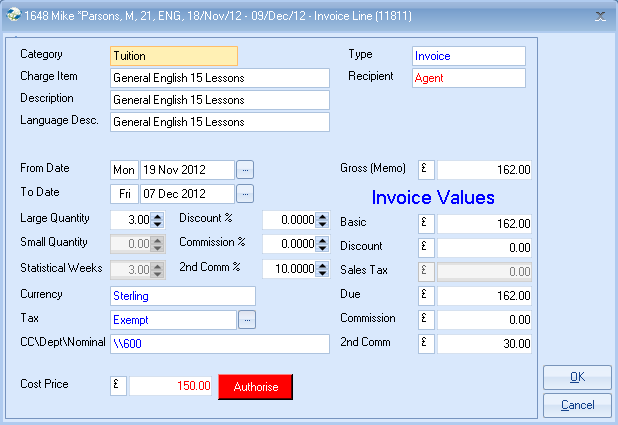 1648 Mike *Parsons, M, 21, ENG, 18/Nov/12 - 09/Dec/12 - Invoice Line (11811)
Category Tuition Type Invoice
Charge Item General English 15 Lessons Recipient Agent
Description General English 15 Lessons
Language Desc. General English 15 Lessons
From Date Mon 19 Nov 2012 ... Gross (Memo) £ 162.00
To Date Fri 07 Dec 2012 ... Invoice Values
Large Quantity 3.00 Discount % 0.0000 Basic £ 162.00
Small Quantity 0.00 Commission % 0.0000 Discount £ 0.00
Statistical Weeks 3.00 2nd Comm % 10.0000 Sales Tax £ 0.00
Currency Sterling Due £ 162.00
Tax Exempt ... Commission £ 0.00
CC\Dept\Nominal \\600 2nd Comm £ 30.00
Cost Price £ 150.00 Authorise
OK
Cancel